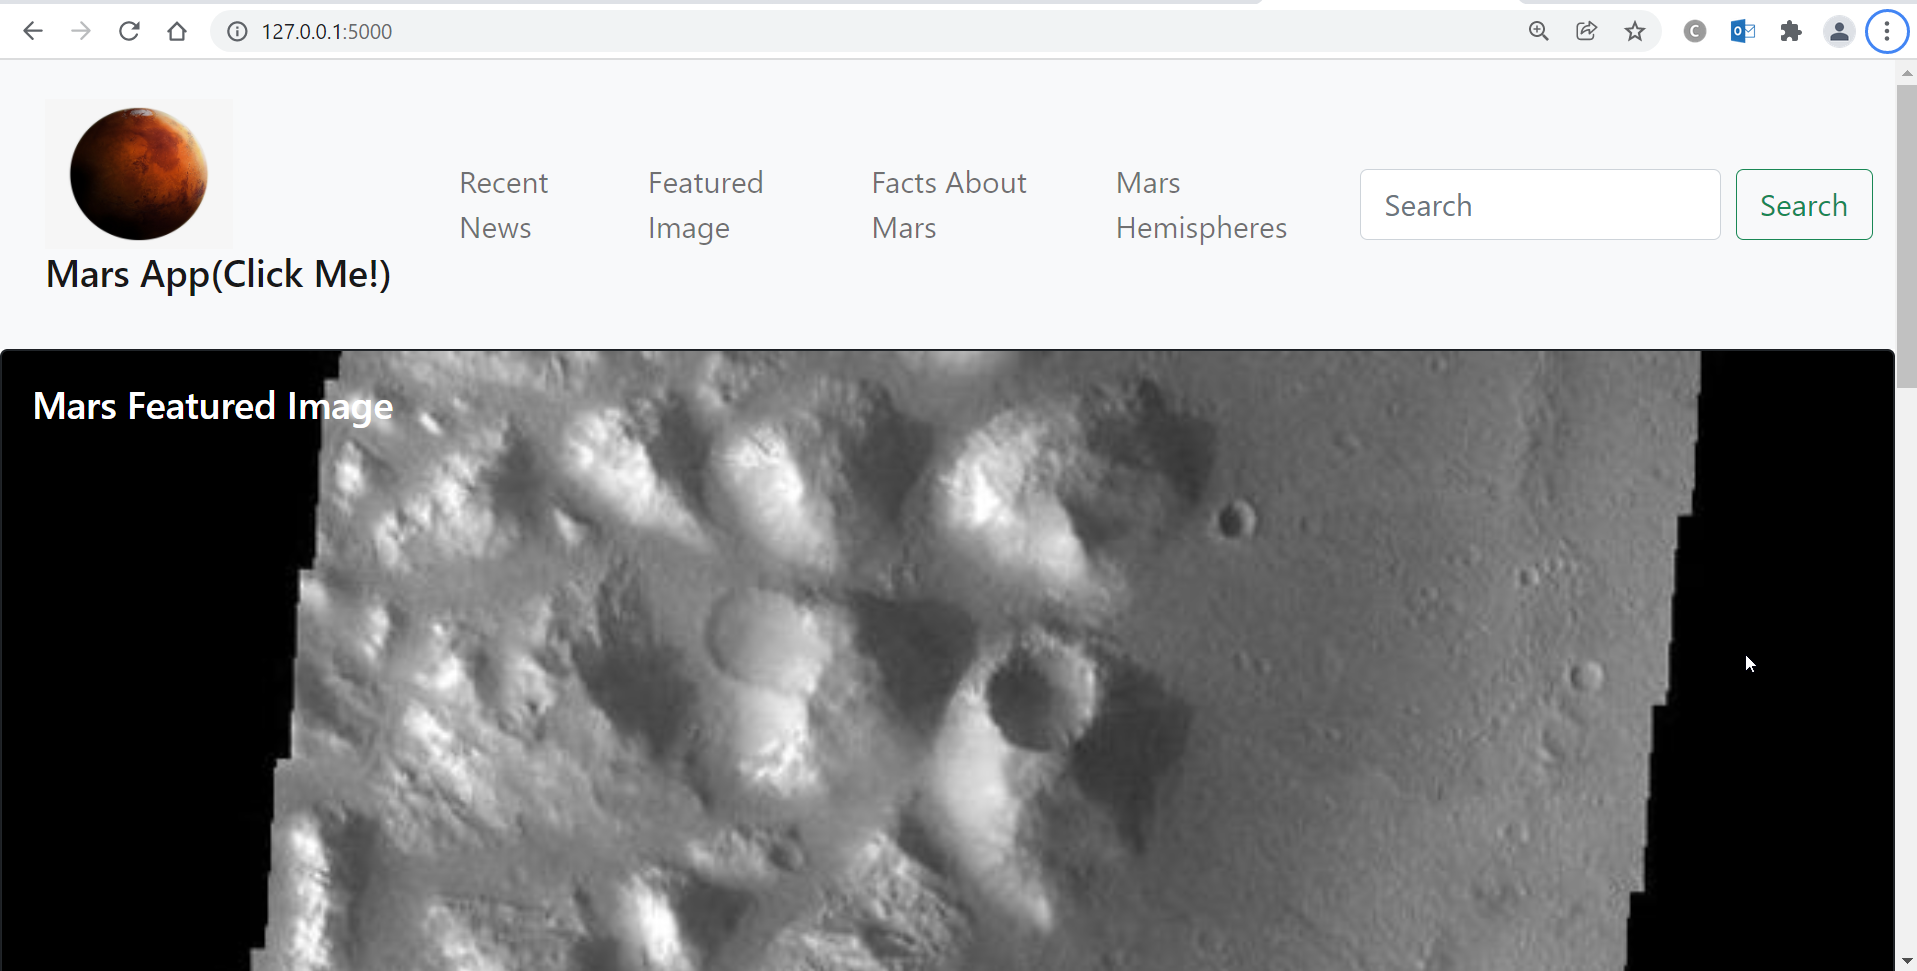 127.0.0.1:5000
C
O
Recent News
Featured Image
Facts About Mars
Mars Hemispheres
Search
Search
Mars App(Click Me!)
Mars Featured Image